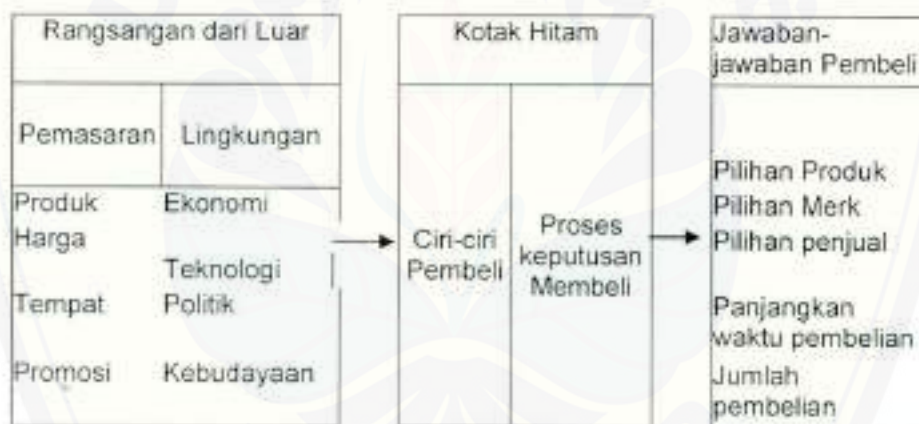 Rangsangan dari Luar
Pemasaran
Lingkungan
Produk
Ekonomi
Harga
Teknologi
Tempat
Politik
Promosi
Kebudayaan
Kotak Hitam
Ciri-ciri
Pembeli
Proses
keputusan
Membeli
Jawaban-
jawaban Pembeli
Pilihan Produk
Pilihan Merk
Pilihan penjual
Panjangkan
waktu pembelian
Jumlah
pembelian